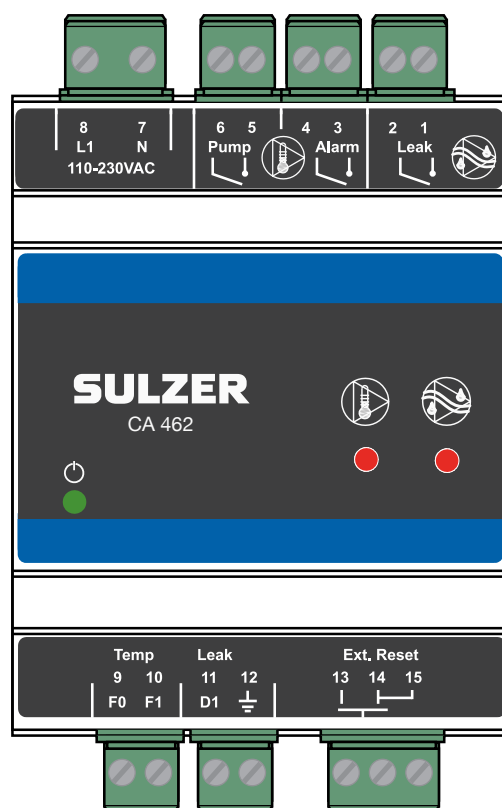 8 7 6 5 4 3 2 1
L1 N Pump Alarm Leak
110-230VAC
SULZER
CA 462
Temp Leak Ext. Reset
9 10 11 12 13 14 15
F0 F1 D1